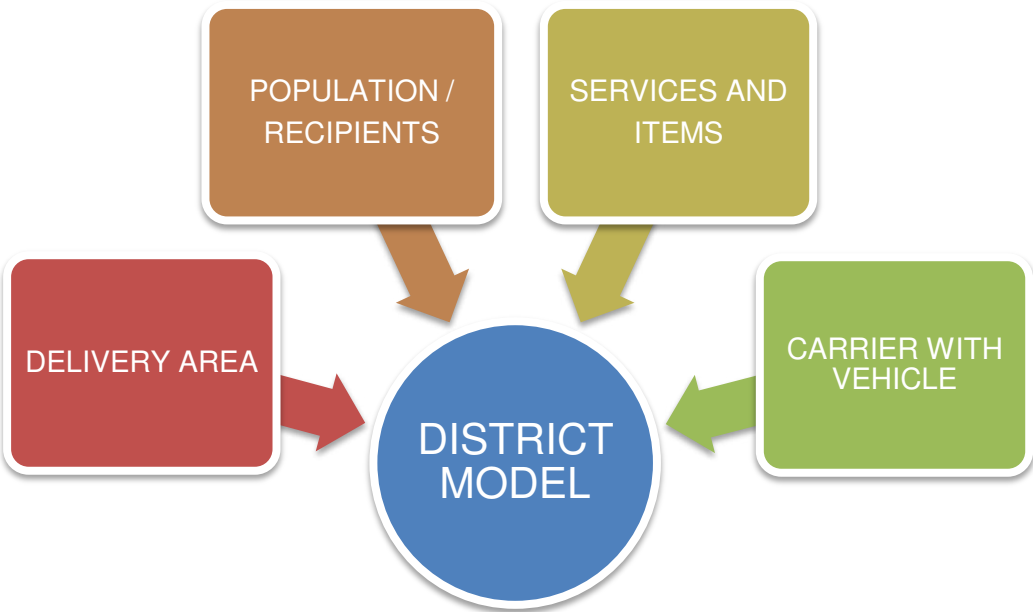 POPULATION /
RECIPIENTS
SERVICES AND
ITEMS
DELIVERY AREA
CARRIER WITH
VEHICLE
DISTRICT
MODEL